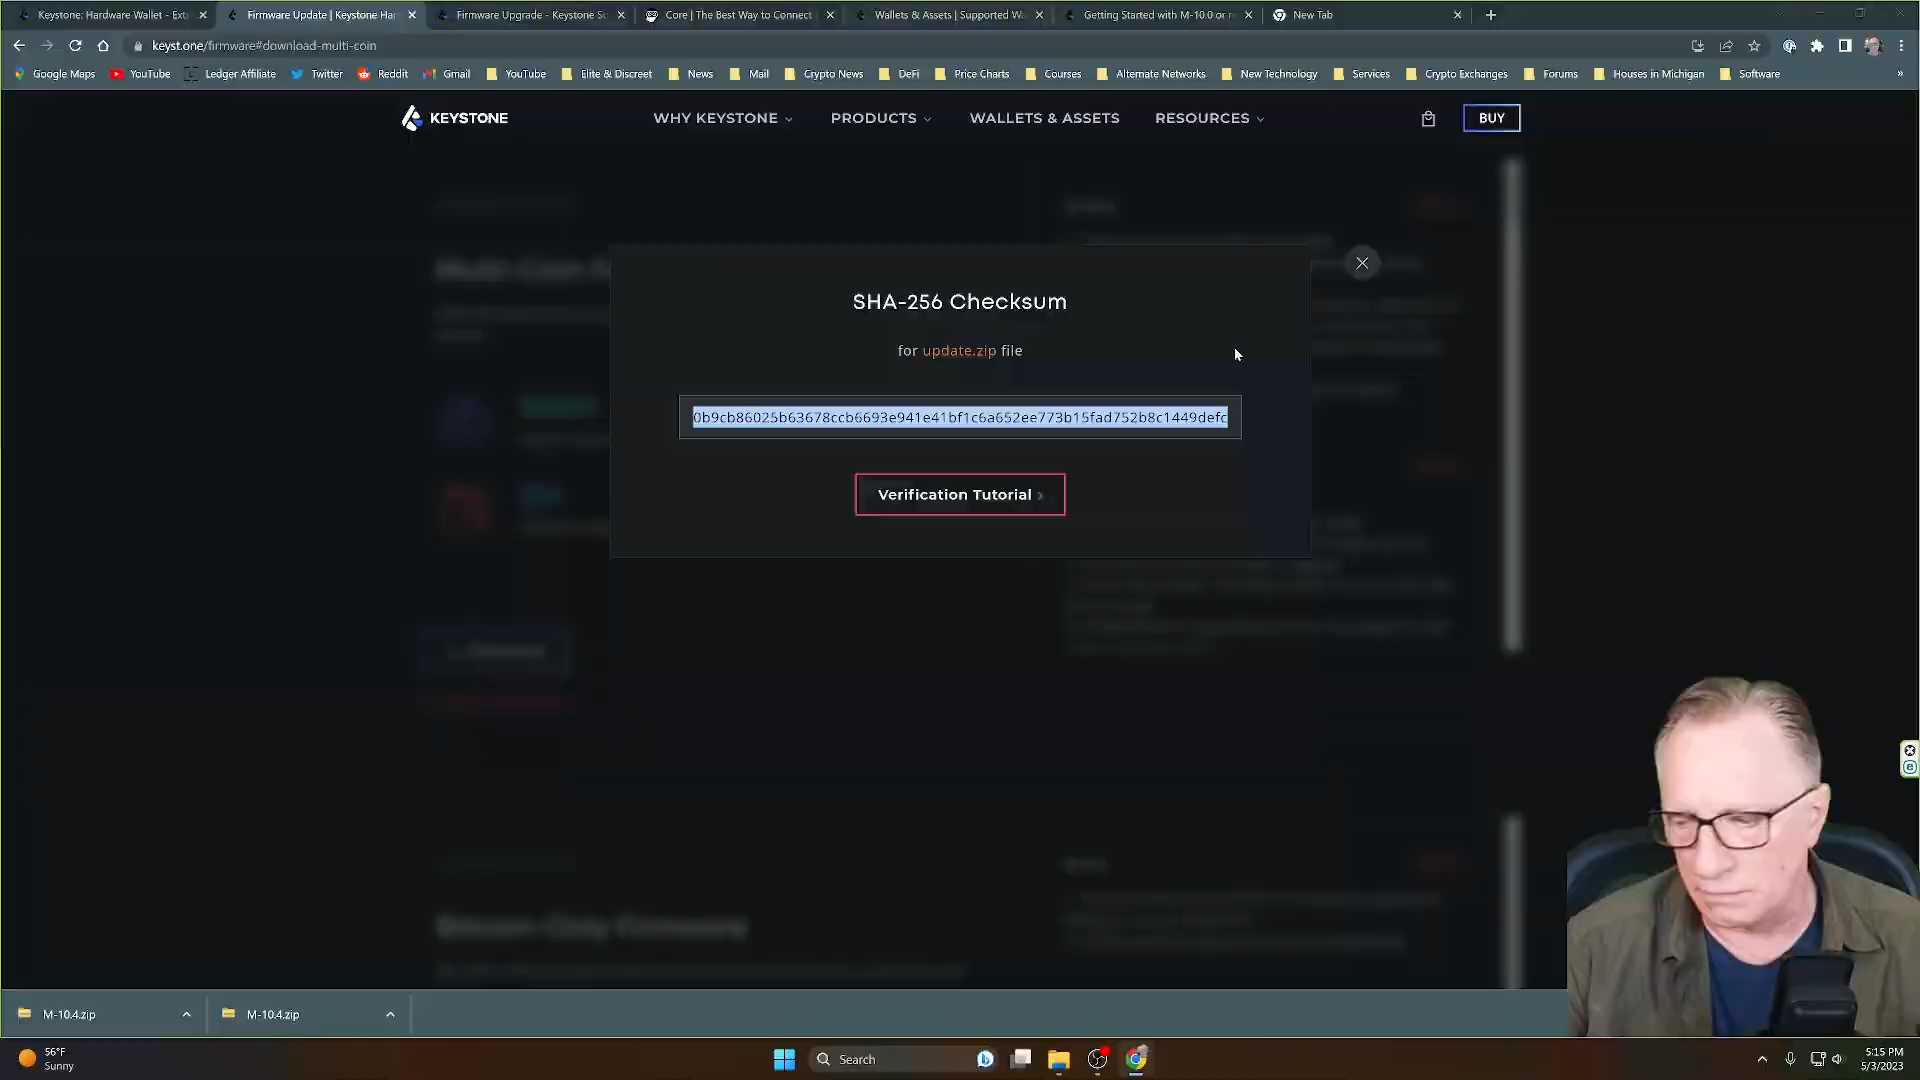 Keystone: Hardware Wallet - Ext
Firmware Update | Keystone Har
Firmware Upgrade - Keystone Su
Core | The Best Way to Connect
Wallets & Assets | Supported Wa
Getting Started with M-10.0 or n
New Tab
keyst.one/firmware#download-multi-coin
Google Maps
YouTube
Ledger Affiliate
Twitter
Reddit
Gmail
YouTube
Elite & Discreet
News
Mail
Crypto News
DeFi
Price Charts
Courses
Alternate Networks
New Technology
Services
Crypto Exchanges
Forums
Houses in Michigan
Software
»
KEYSTONE
WHY KEYSTONE
PRODUCTS
WALLETS & ASSETS
RESOURCES
BUY
SHA-256 Checksum
for update.zip file
0b9cb86025b63678ccb6693e941e41bf1c6a652ee773b15fad752b8c1449defc
Verification Tutorial ›
Bitcoin-Only Firmware
M-10.4.zip
M-10.4.zip
56°F
Sunny
Search
5:15 PM
5/3/2023